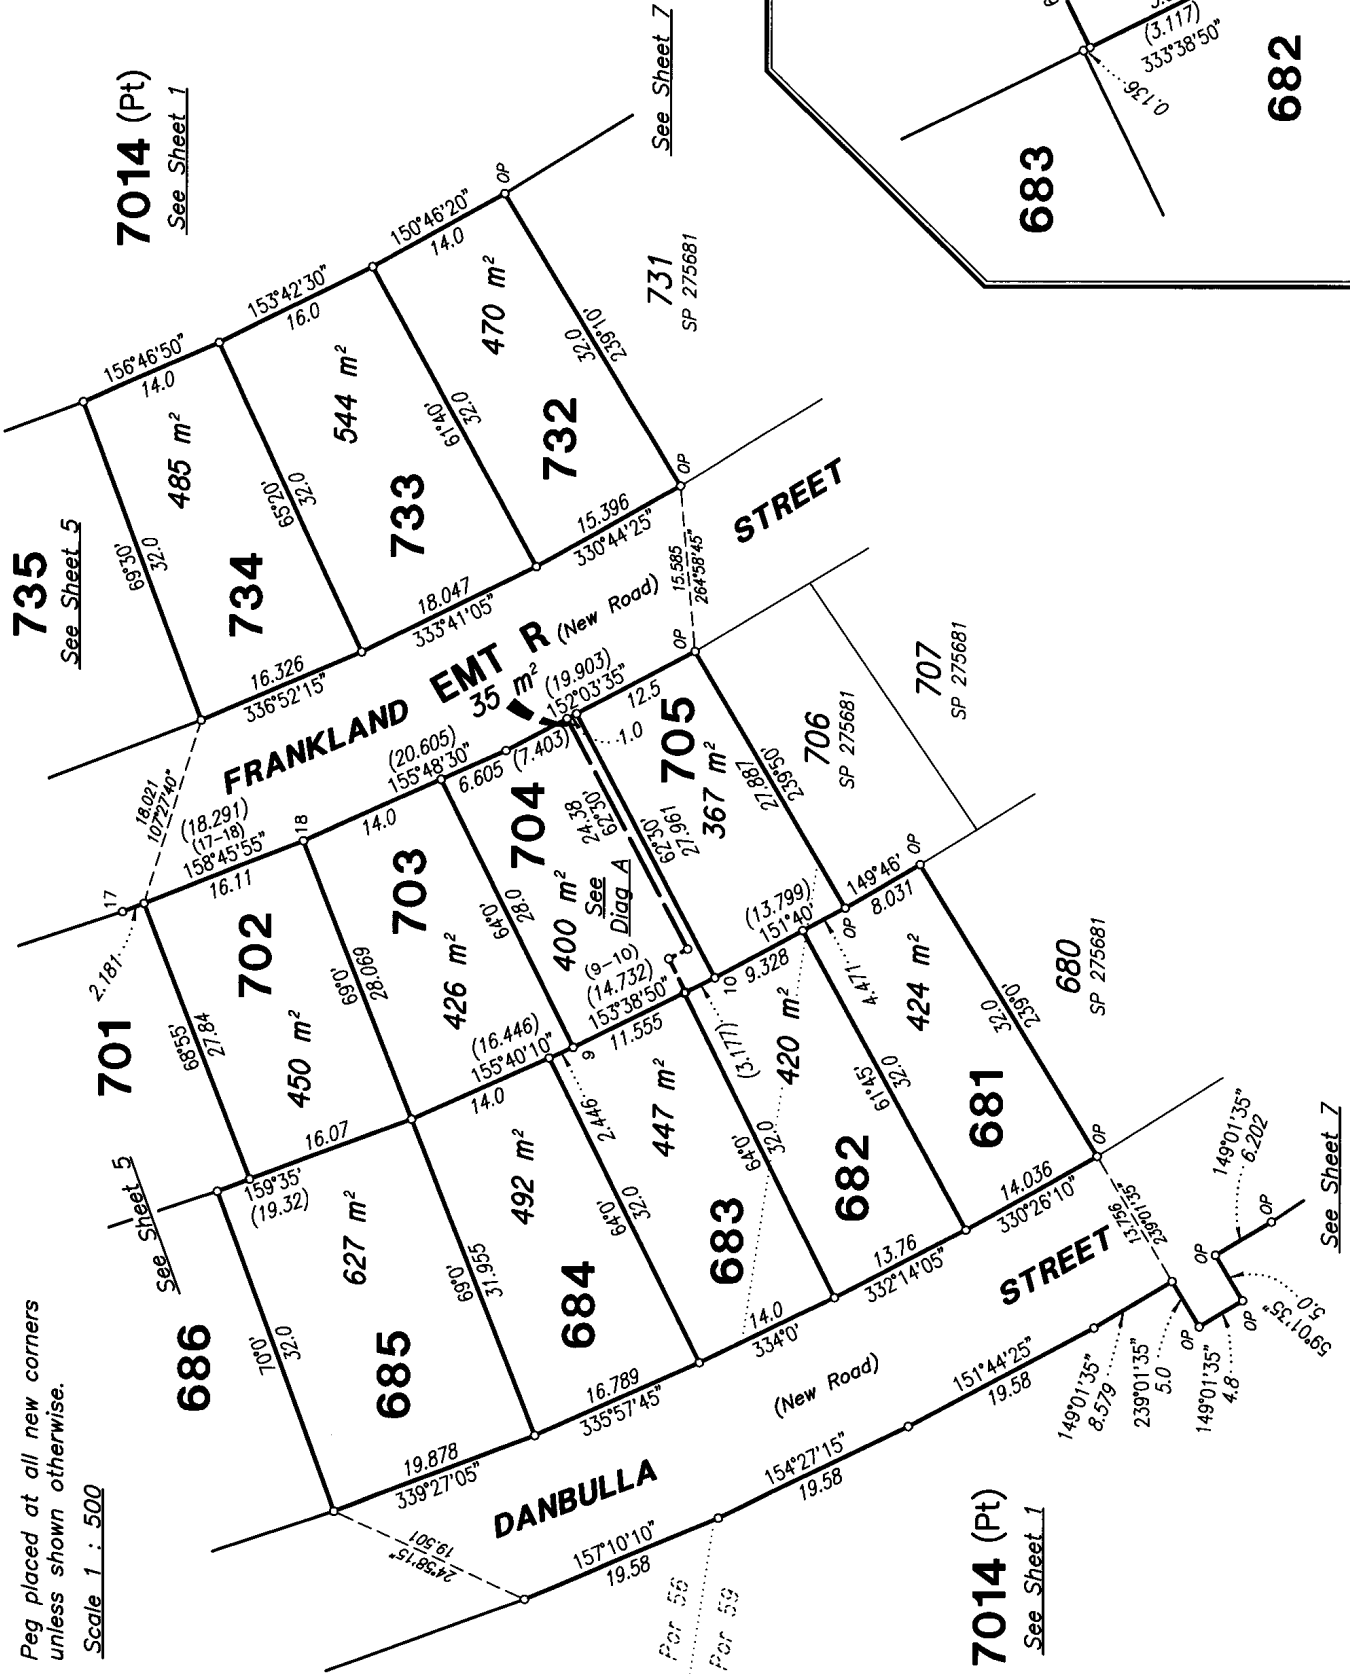 Peg placed at all new corners
unless shown otherwise.
Scale 1 : 500
7014 (Pt)
See Sheet 1
See Sheet 7
735
See Sheet 5
69°30'
32.0
485 m²
734
156°46'50"
14.0
65°20'
32.0
16.326
336°52'15"
544 m²
733
153°42'30"
16.0
61°40'
32.0
18.047
333°41'05"
470 m²
732
150°46'20"
14.0
OP
239°10'
32.0
15.396
330°44'25"
OP
731
SP 275681
FRANKLAND
STREET
(New Road)
EMT R
35 m²
18.021
107°27'40"
15.585
264°58'45"
17
2.181
701
68°55'
27.84
702
450 m²
(18.291)
(17-18)
158°45'55"
16.11
18
69°0'
28.069
16.07
159°35'
(19.32)
703
426 m²
(20.605)
155°48'30"
14.0
6.605
64°0'
28.0
(16.446)
155°40'10"
14.0
2.446
704
400 m²
See
Diag A
(7.403)
(19.903)
152°03'35"
12.5
1.0
24.38
62°30'
62°30'
27.961
9
(9-10)
(14.732)
153°38'50"
11.555
(3.177)
10
705
367 m²
OP
27.887
239°50'
(13.799)
151°40'
9.328
4.471
OP
149°46'
8.031
OP
706
SP 275681
707
SP 275681
See Sheet 5
686
70°0'
32.0
685
627 m²
19.878
339°27'05"
69°0'
31.955
684
492 m²
16.789
335°57'45"
64°0'
32.0
683
447 m²
14.0
334°0'
64°0'
32.0
682
420 m²
13.76
332°14'05"
61°45'
32.0
681
424 m²
14.036
330°26'10"
239°0'
32.0
OP
680
SP 275681
DANBULLA
STREET
(New Road)
24°58'15"
19.501
157°10'10"
19.58
154°27'15"
19.58
151°44'25"
19.58
149°01'35"
8.579
239°01'35"
5.0
OP
149°01'35"
4.8
OP
59°01'35"
5.0
OP
149°01'35"
6.202
OP
13.756
239°01'35"
Por 56
Por 59
7014 (Pt)
See Sheet 1
See Sheet 7
683
682
0.136
(3.117)
333°38'50"